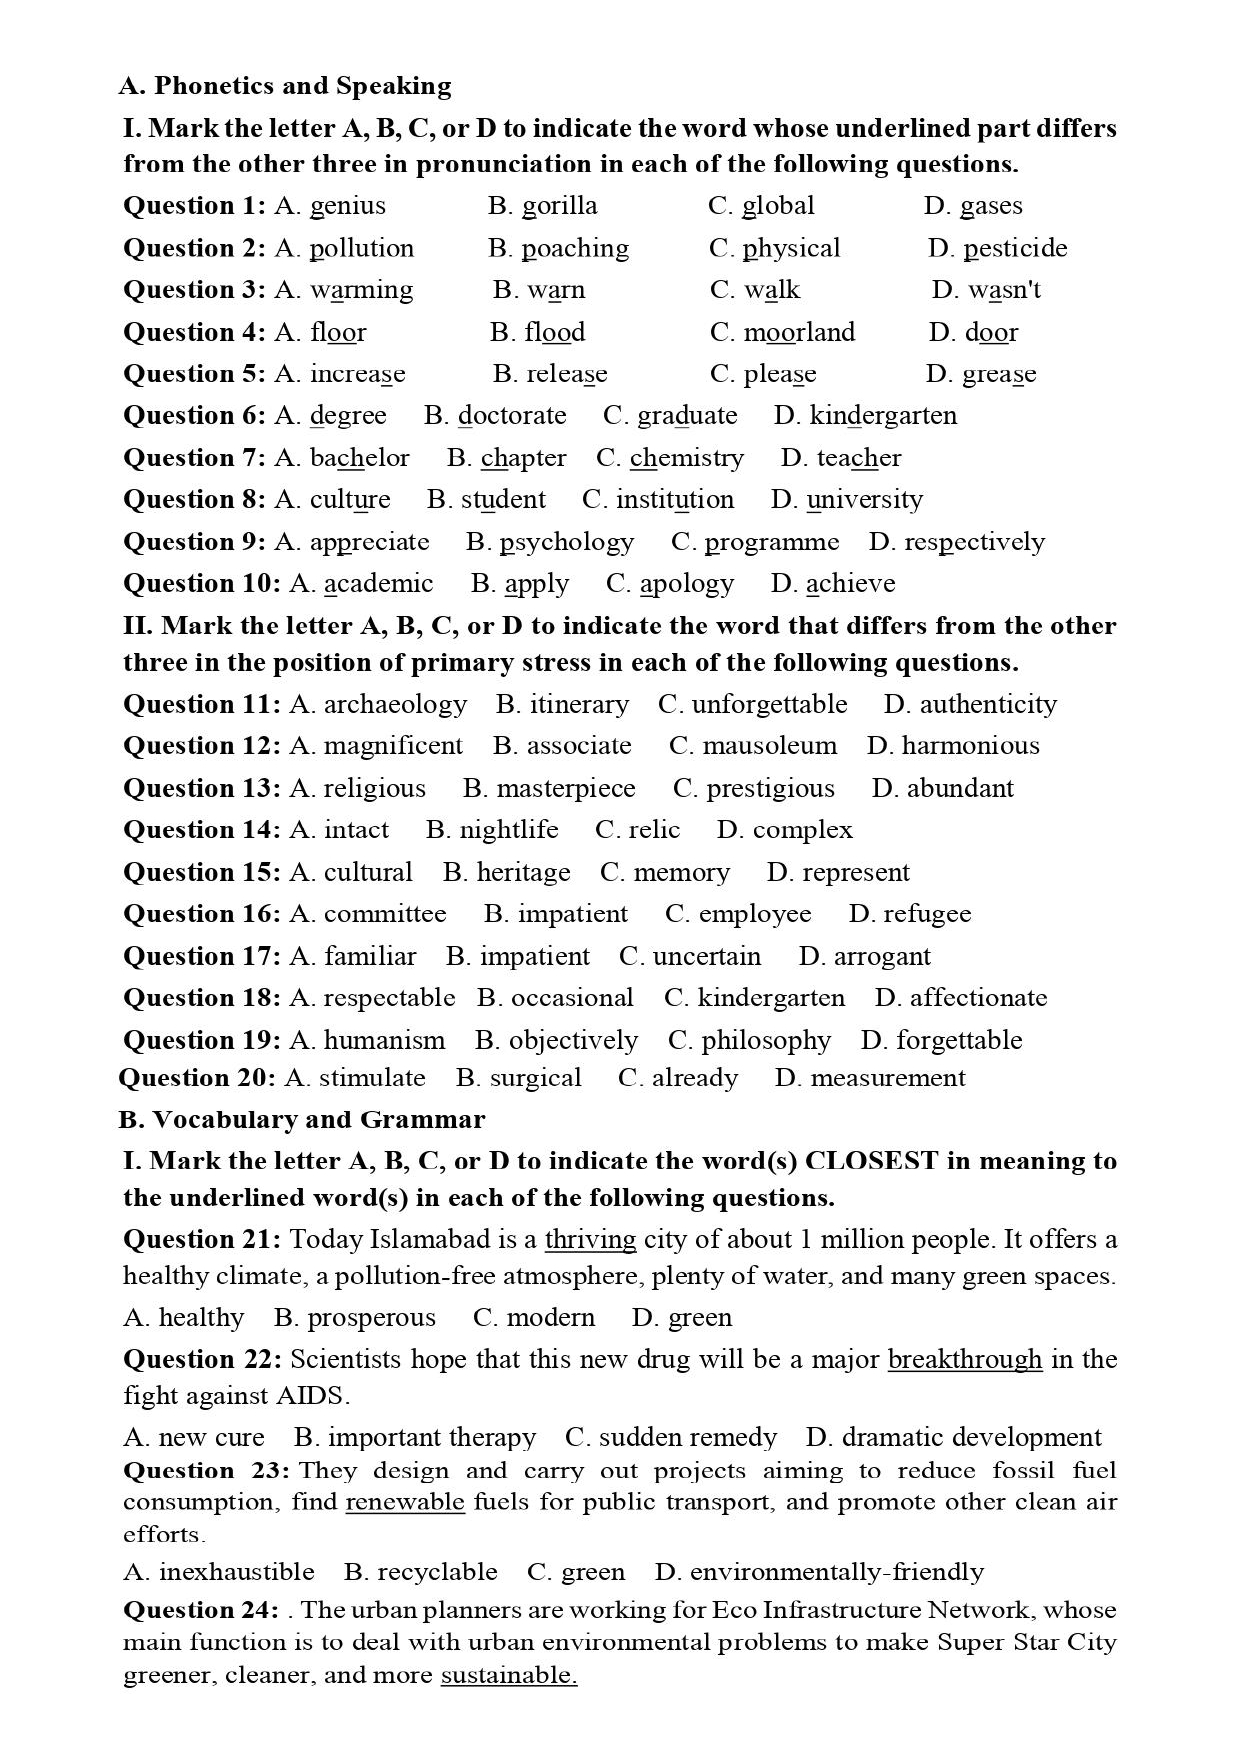 A. Phonetics and Speaking
I. Mark the letter A, B, C, or D to indicate the word whose underlined part differs
from the other three in pronunciation in each of the following questions.
Question 1: A. genius B. gorilla C. global D. gases
Question 2: A. pollution B. poaching C. physical D. pesticide
Question 3: A. warming B. warn C. walk D. wasn't
Question 4: A. floor B. flood C. moorland D. door
Question 5: A. increase B. release C. please D. grease
Question 6: A. degree B. doctorate C. graduate D. kindergarten
Question 7: A. bachelor B. chapter C. chemistry D. teacher
Question 8: A. culture B. student C. institution D. university
Question 9: A. appreciate B. psychology C. programme D. respectively
Question 10: A. academic B. apply C. apology D. achieve
II. Mark the letter A, B, C, or D to indicate the word that differs from the other
three in the position of primary stress in each of the following questions.
Question 11: A. archaeology B. itinerary C. unforgettable D. authenticity
Question 12: A. magnificent B. associate C. mausoleum D. harmonious
Question 13: A. religious B. masterpiece C. prestigious D. abundant
Question 14: A. intact B. nightlife C. relic D. complex
Question 15: A. cultural B. heritage C. memory D. represent
Question 16: A. committee B. impatient C. employee D. refugee
Question 17: A. familiar B. impatient C. uncertain D. arrogant
Question 18: A. respectable B. occasional C. kindergarten D. affectionate
Question 19: A. humanism B. objectively C. philosophy D. forgettable
Question 20: A. stimulate B. surgical C. already D. measurement
B. Vocabulary and Grammar
I. Mark the letter A, B, C, or D to indicate the word(s) CLOSEST in meaning to
the underlined word(s) in each of the following questions.
Question 21: Today Islamabad is a thriving city of about 1 million people. It offers a
healthy climate, a pollution-free atmosphere, plenty of water, and many green spaces.
A. healthy B. prosperous C. modern D. green
Question 22: Scientists hope that this new drug will be a major breakthrough in the
fight against AIDS.
A. new cure B. important therapy C. sudden remedy D. dramatic development
Question 23: They design and carry out projects aiming to reduce fossil fuel
consumption, find renewable fuels for public transport, and promote other clean air
efforts.
A. inexhaustible B. recyclable C. green D. environmentally-friendly
Question 24: . The urban planners are working for Eco Infrastructure Network, whose
main function is to deal with urban environmental problems to make Super Star City
greener, cleaner, and more sustainable.